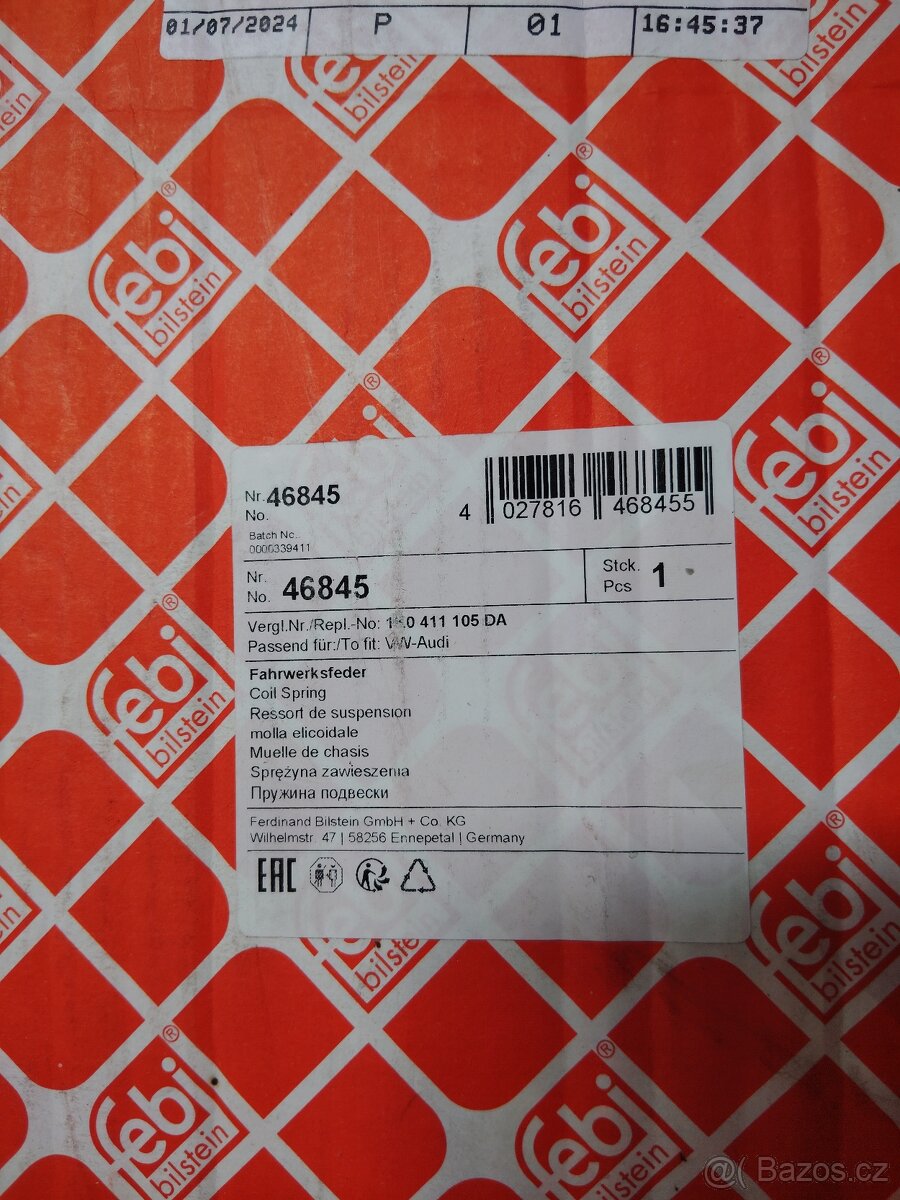 01/07/2024 P 01 16:45:37
febi
bilstein
®
Nr. 46845
No.
Batch No.
0000339411
4 027816 468455
Nr.
No. 46845
Stck.
Pcs 1
Vergl.Nr./Repl.-No: 0 411 105 DA
Passend für:/To fit: VW-Audi
Fahrwerksfeder
Coil Spring
Ressort de suspension
molla elicoidale
Muelle de chasis
Sprężyna zawieszenia
Пружина подвески
Ferdinand Bilstein GmbH + Co. KG
Wilhelmstr. 47 | 58256 Ennepetal | Germany
EAC
@( Bazos.cz